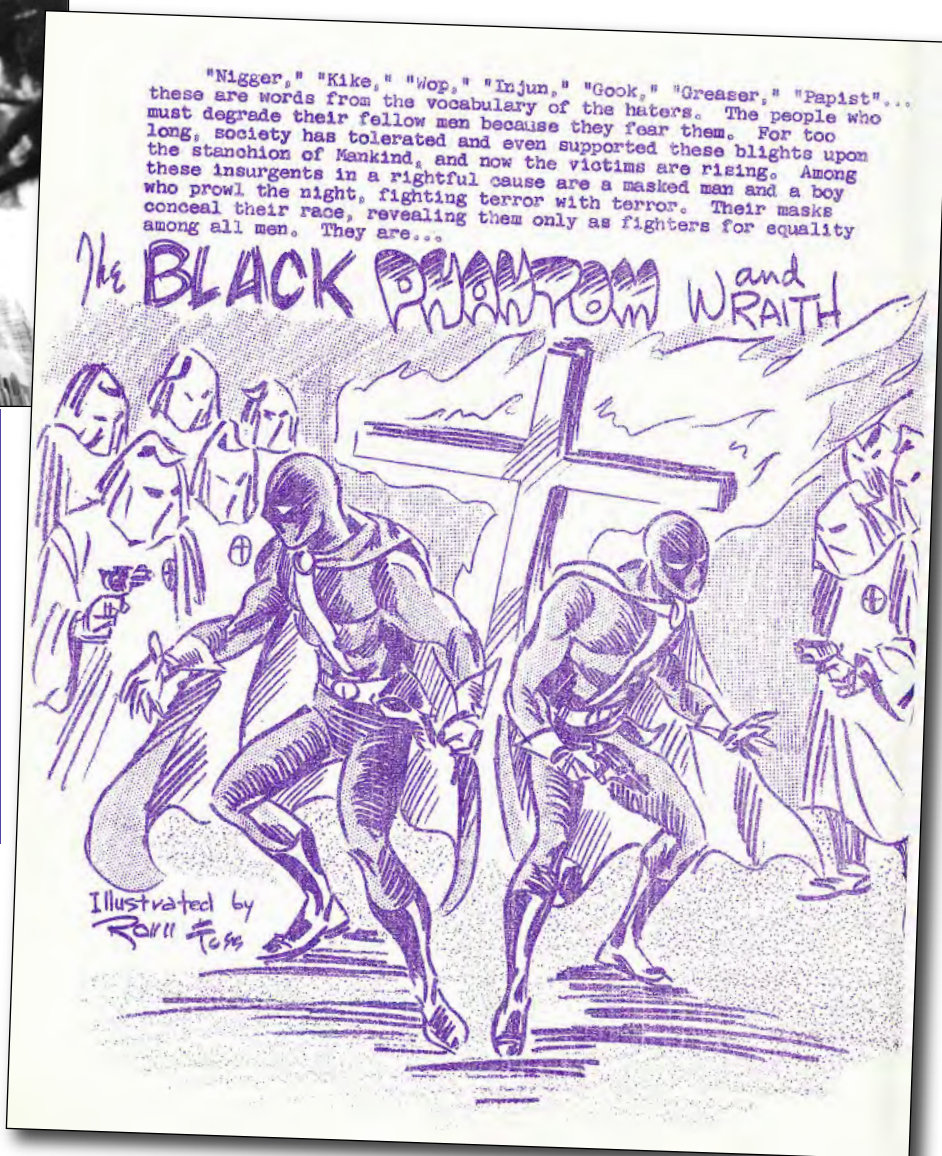 "Nigger," "Kike," "Wop," "Injun," "Gook," "Greaser," "Papist"...
these are words from the vocabulary of the haters. The people who
must degrade their fellow men because they fear them. For too
long, society has tolerated and even supported these blights upon
the stanchion of Mankind, and now the victims are rising. Among
these insurgents in a rightful cause are a masked man and a boy
who prowl the night, fighting terror with terror. Their masks
conceal their race, revealing them only as fighters for equality
among all men. They are...
The BLACK PHANTOM and WRAITH
Illustrated by